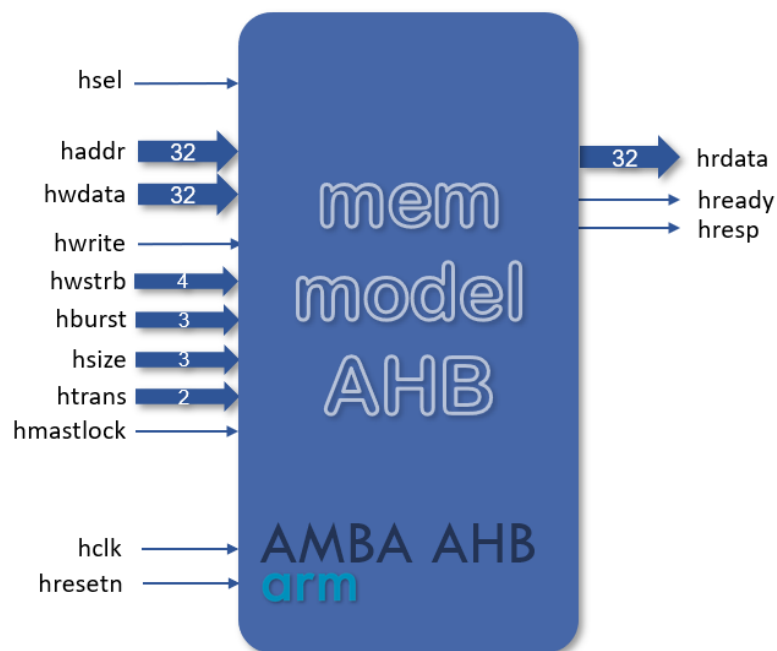 hsel
haddr 32
hwdata 32
hwrite
hwstrb 4
hburst 3
hsize 3
htrans 2
hmastlock
hclk
hresetn
mem
model
AHB
AMBA AHB
arm
32 hrdata
hready
hresp